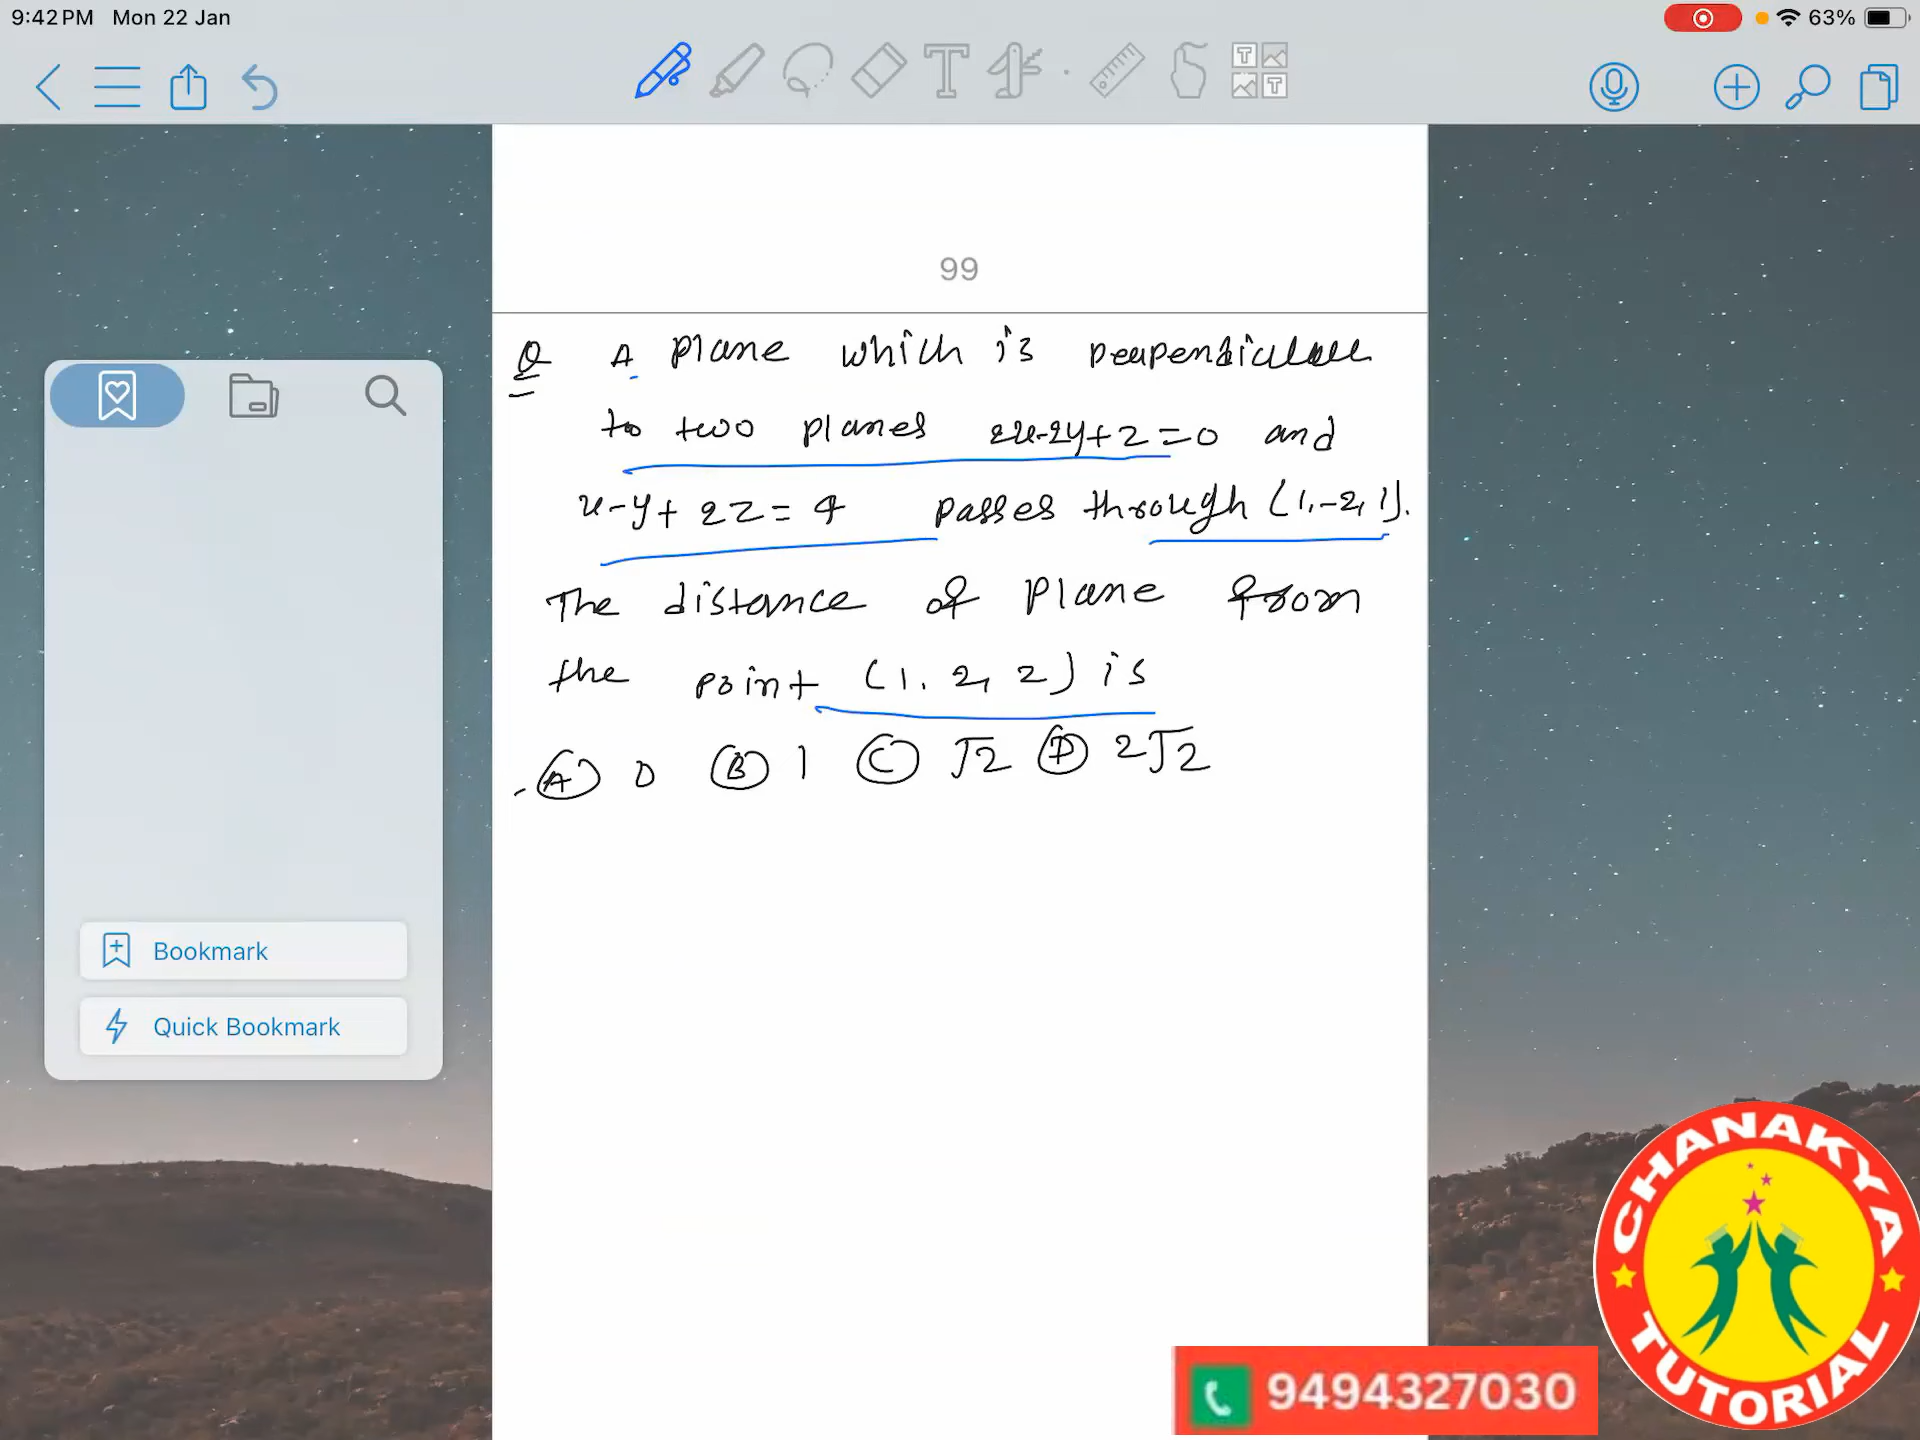 9:42 PM Mon 22 Jan
63%
99
Q A plane which is perpendicular
to two planes 2x-2y+z=0 and
x-y+2z=4 passes through (1,-2,1).
The distance of plane from
the point (1, 2, 2) is
(A) 0 (B) 1 (C) √2 (D) 2√2
Bookmark
Quick Bookmark
CHANAKYA
TUTORIAL
9494327030